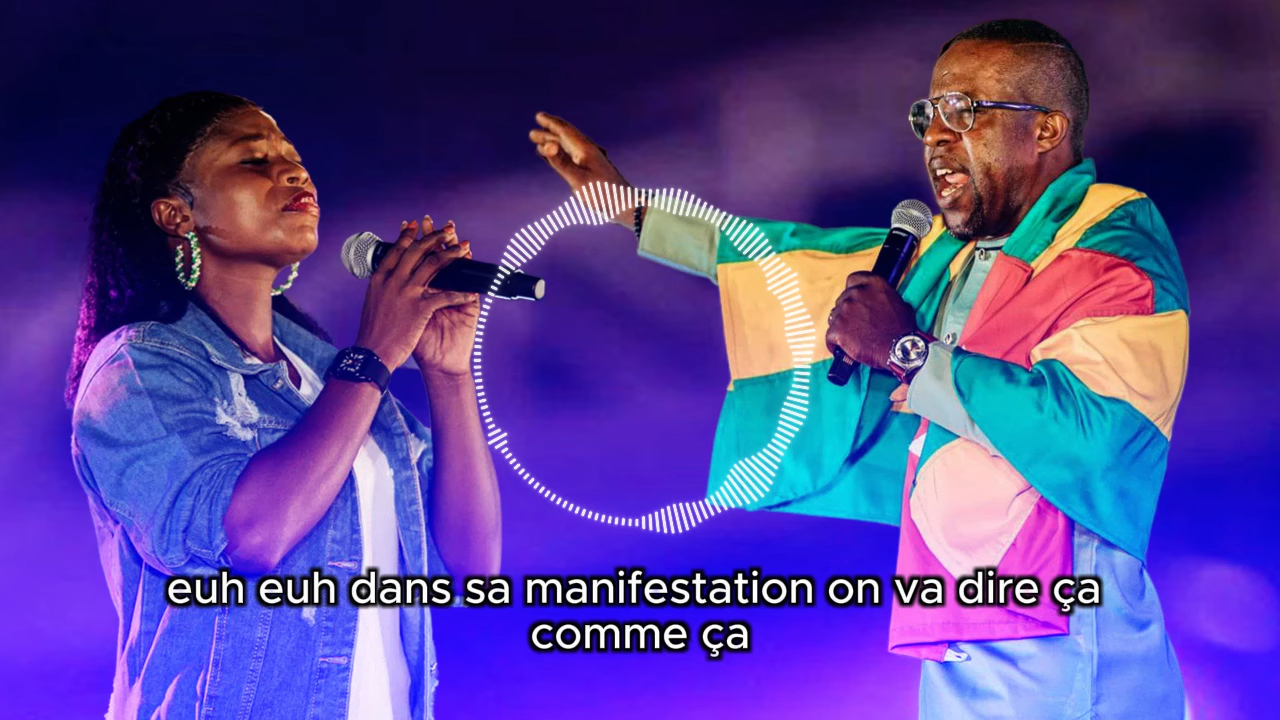 euh euh dans sa manifestation on va dire ça
comme ça